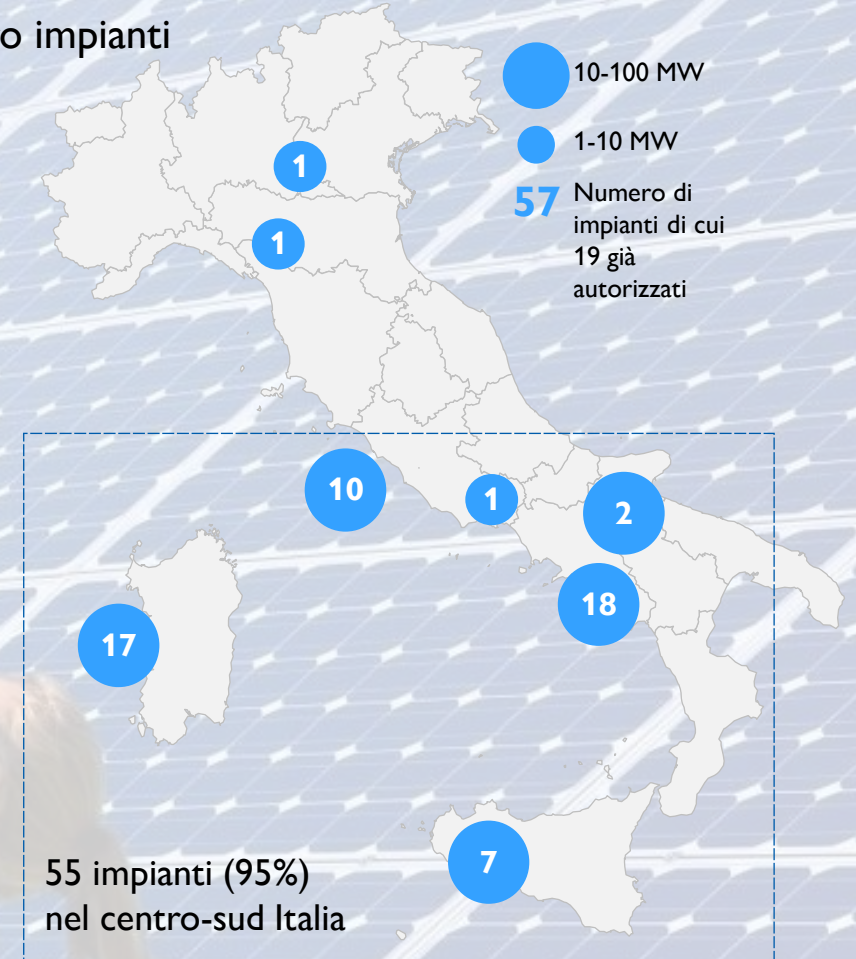 o impianti
10-100 MW
1-10 MW
57 Numero di
impianti di cui
19 già
autorizzati
1
1
10
1
2
18
17
7
55 impianti (95%)
nel centro-sud Italia